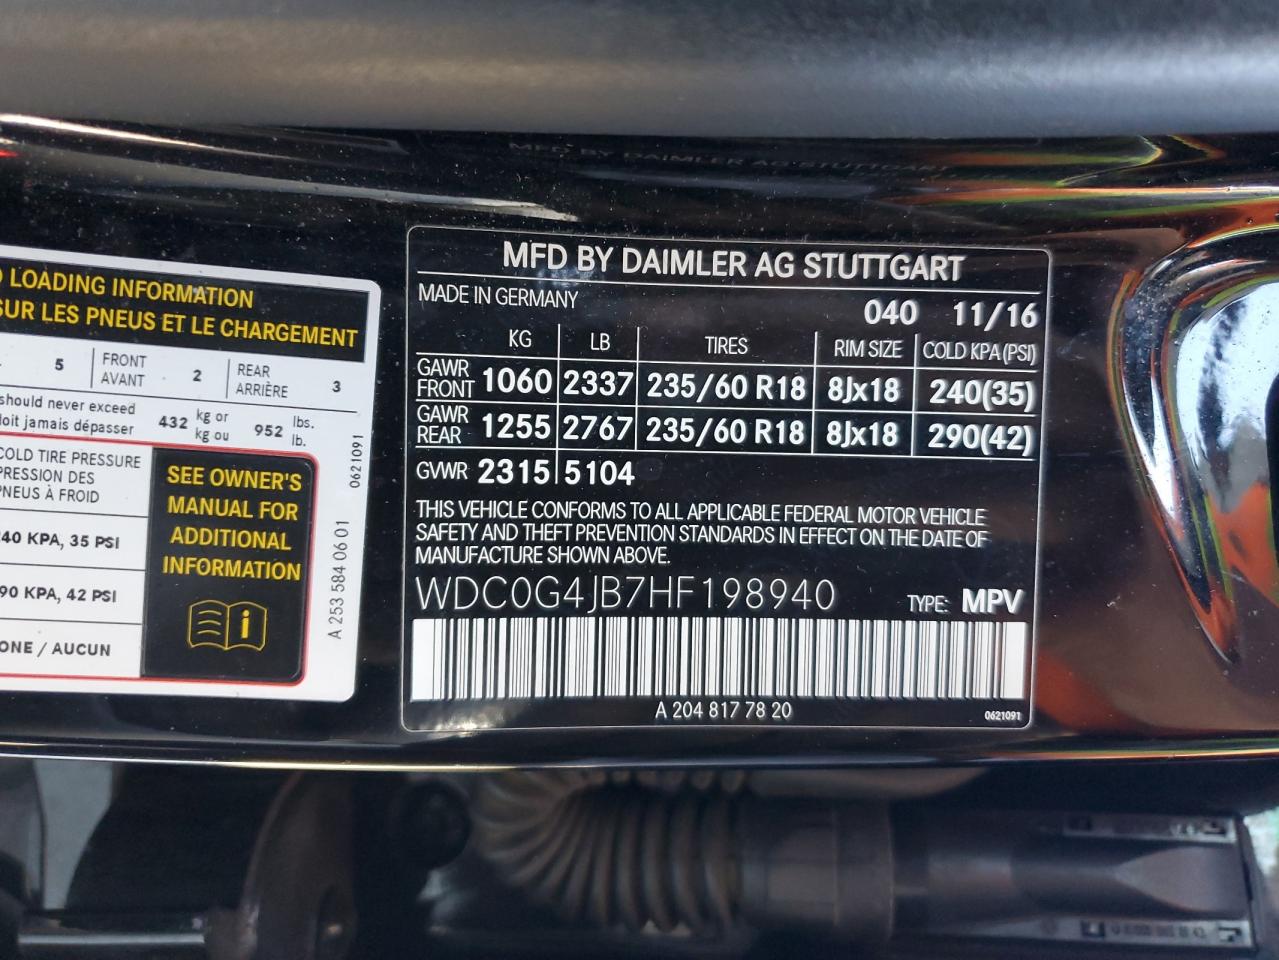 LOADING INFORMATION
SUR LES PNEUS ET LE CHARGEMENT
5 FRONT AVANT 2 REAR ARRIÈRE 3
should never exceed 432 kg or 952 lbs.
doit jamais dépasser kg ou lb.
COLD TIRE PRESSURE
PRESSION DES
PNEUS À FROID
40 KPA, 35 PSI
90 KPA, 42 PSI
ONE / AUCUN
SEE OWNER'S
MANUAL FOR
ADDITIONAL
INFORMATION
0621091
A 253 584 06 01
MFD BY DAIMLER AG STUTTGART
MADE IN GERMANY
040 11/16
KG LB TIRES RIM SIZE COLD KPA(PSI)
GAWR FRONT 1060 2337 235/60 R18 8Jx18 240(35)
GAWR REAR 1255 2767 235/60 R18 8Jx18 290(42)
GVWR 2315 5104
THIS VEHICLE CONFORMS TO ALL APPLICABLE FEDERAL MOTOR VEHICLE
SAFETY AND THEFT PREVENTION STANDARDS IN EFFECT ON THE DATE OF
MANUFACTURE SHOWN ABOVE.
WDC0G4JB7HF198940 TYPE: MPV
A 204 817 78 20
0621091